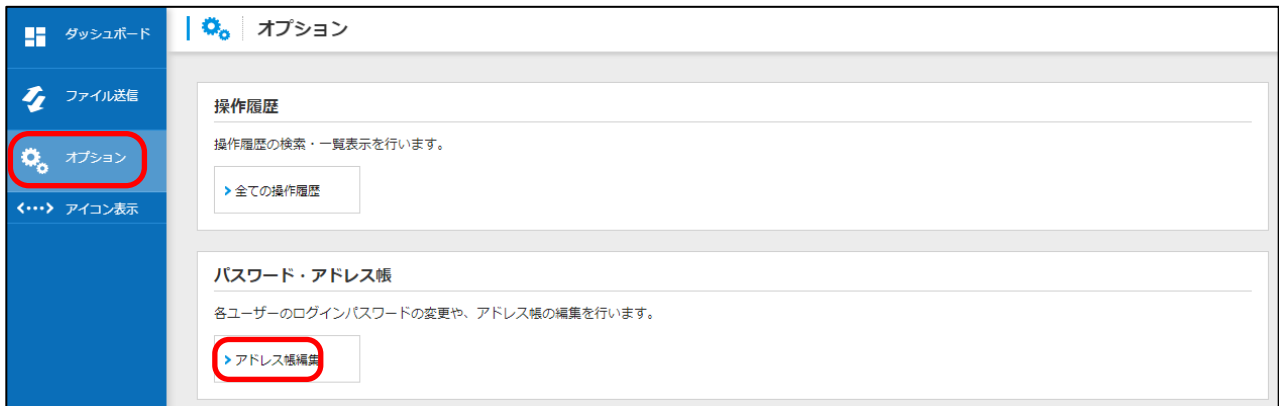 ダッシュボード
ファイル送信
オプション
アイコン表示
オプション
操作履歴
操作履歴の検索・一覧表示を行います。
全ての操作履歴
パスワード・アドレス帳
各ユーザーのログインパスワードの変更や、アドレス帳の編集を行います。
アドレス帳編集